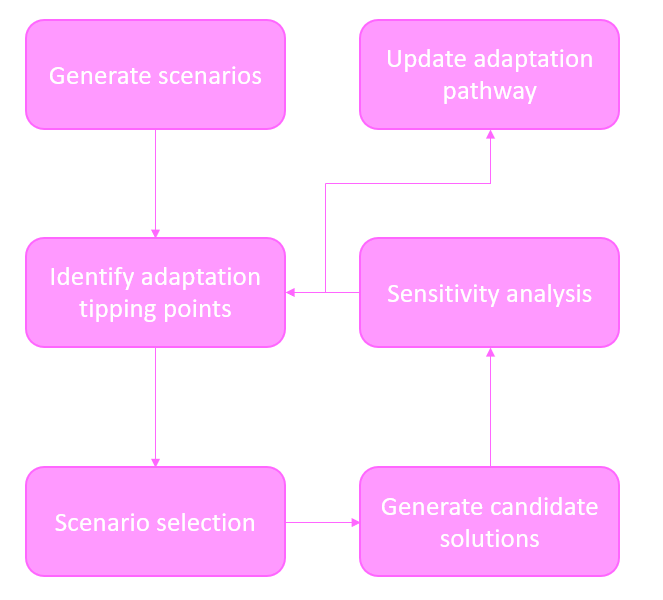 Generate scenarios
Update adaptation
pathway
Identify adaptation
tipping points
Sensitivity analysis
Scenario selection
Generate candidate
solutions